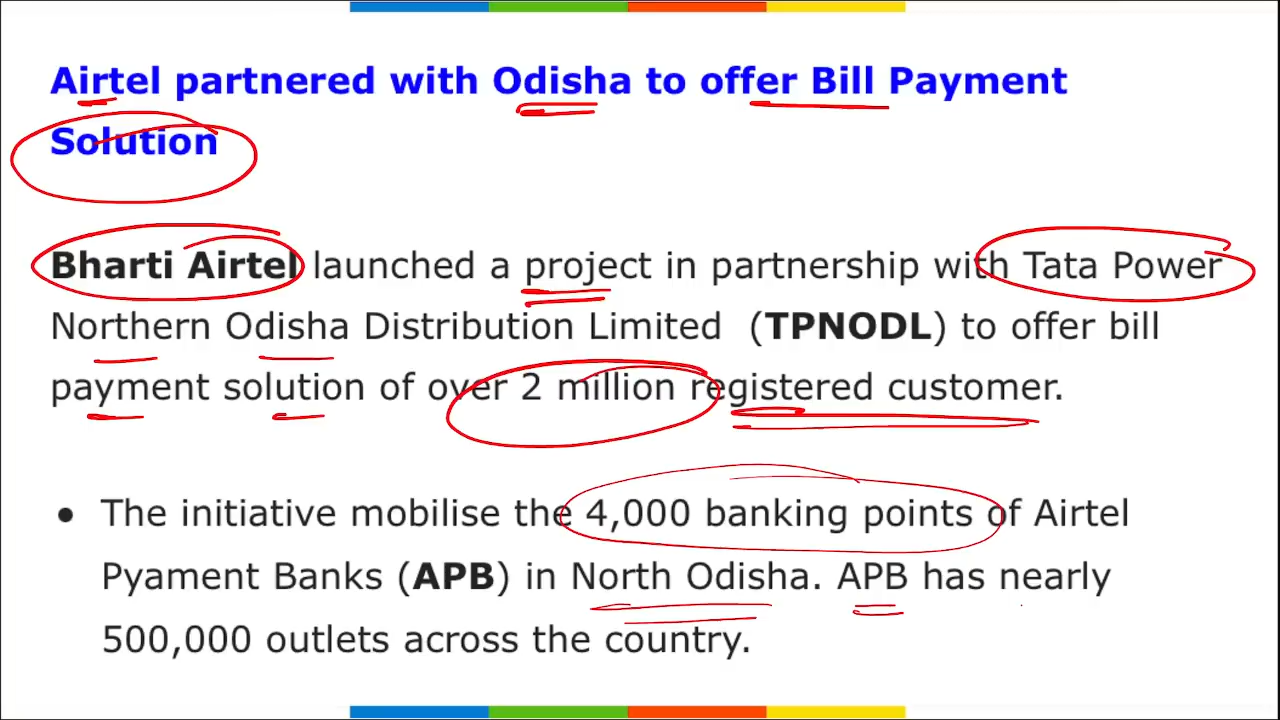 Airtel partnered with Odisha to offer Bill Payment
Solution
Bharti Airtel launched a project in partnership with Tata Power
Northern Odisha Distribution Limited (TPNODL) to offer bill
payment solution of over 2 million registered customer.
● The initiative mobilise the 4,000 banking points of Airtel
Pyament Banks (APB) in North Odisha. APB has nearly
500,000 outlets across the country.